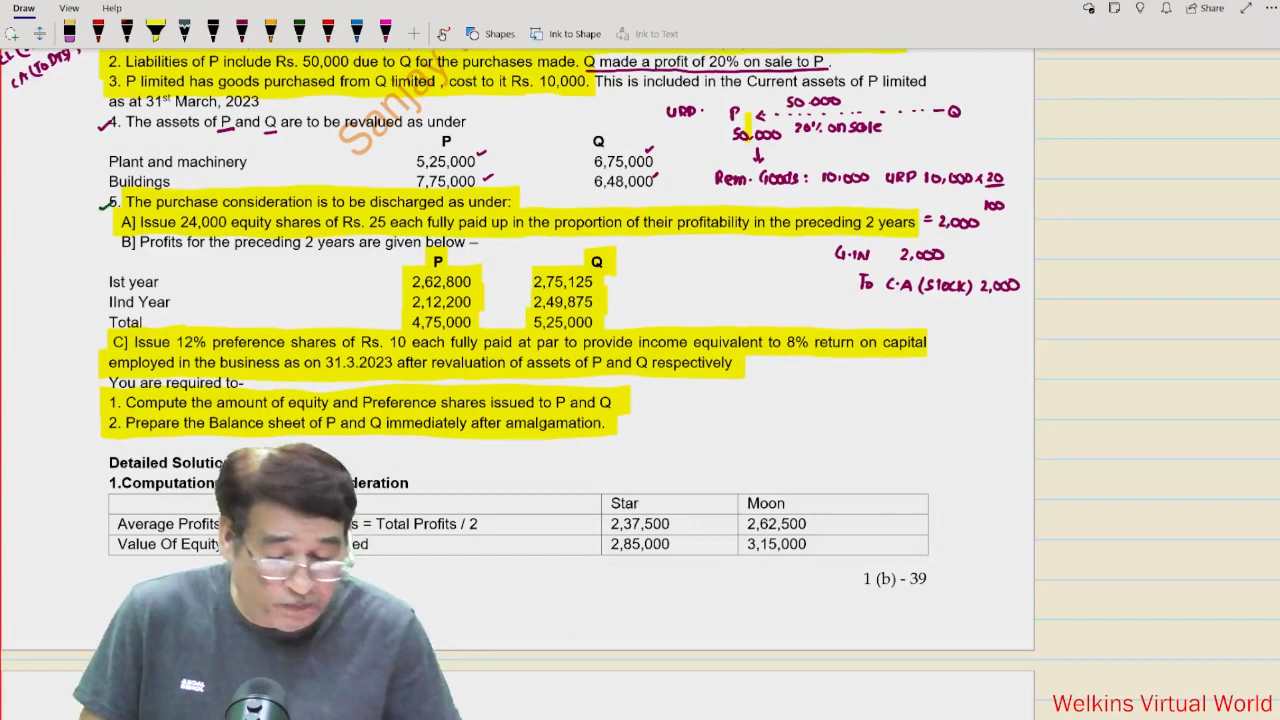 Draw View Help
Shapes Ink to Shape Ink to Text Share
CA(To Drs)
2. Liabilities of P include Rs. 50,000 due to Q for the purchases made. Q made a profit of 20% on sale to P.
3. P limited has goods purchased from Q limited , cost to it Rs. 10,000. This is included in the Current assets of P limited
as at 31st March, 2023
4. The assets of P and Q are to be revalued as under
P Q
Plant and machinery 5,25,000 6,75,000
Buildings 7,75,000 6,48,000
5. The purchase consideration is to be discharged as under:
A] Issue 24,000 equity shares of Rs. 25 each fully paid up in the proportion of their profitability in the preceding 2 years
B] Profits for the preceding 2 years are given below –
P Q
Ist year 2,62,800 2,75,125
IInd Year 2,12,200 2,49,875
Total 4,75,000 5,25,000
C] Issue 12% preference shares of Rs. 10 each fully paid at par to provide income equivalent to 8% return on capital
employed in the business as on 31.3.2023 after revaluation of assets of P and Q respectively
You are required to-
1. Compute the amount of equity and Preference shares issued to P and Q
2. Prepare the Balance sheet of P and Q immediately after amalgamation.
URP. P 50.000 Q
50.000 20% on sale
Rem. Goods: 10.000 URP 10,000 x 20
100
= 2,000
G.IN 2,000
To C.A (Stock) 2,000
Sanjay
Detailed Solu
1.Computation deration
Star Moon
Average Profits s = Total Profits / 2 2,37,500 2,62,500
Value Of Equity ed 2,85,000 3,15,000
1 (b) - 39
Welkins Virtual World